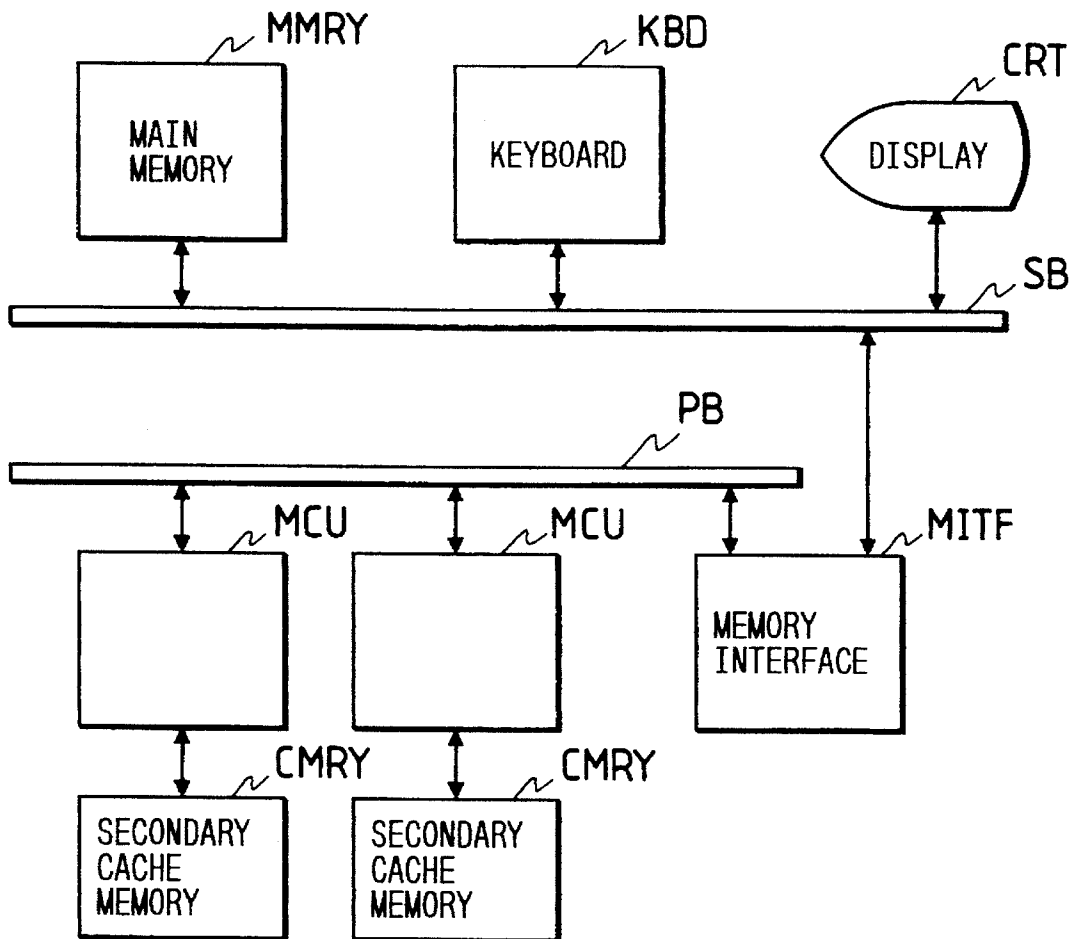 MMRY
KBD
CRT
MAIN
MEMORY
KEYBOARD
DISPLAY
SB
PB
MCU
MCU
MITF
MEMORY
INTERFACE
CMRY
CMRY
SECONDARY
CACHE
MEMORY
SECONDARY
CACHE
MEMORY